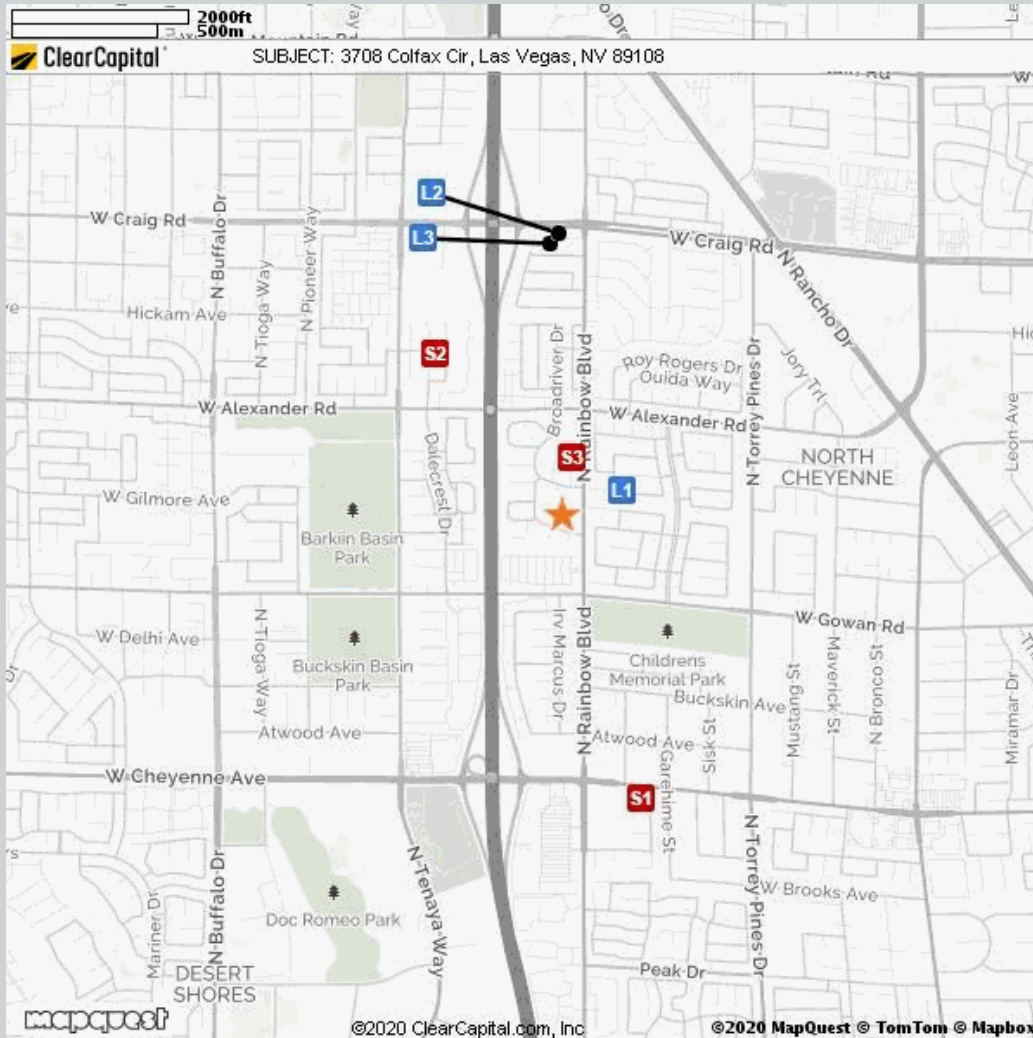 2000ft
500m
ClearCapital
SUBJECT: 3708 Colfax Cir, Las Vegas, NV 89108
L2
L3
W Craig Rd
W Craig Rd
N Buffalo Dr
N Pioneer Way
N Tioga Way
Hickam Ave
N Rancho Dr
S2
Broadriver Dr
N Rainbow Blvd
Roy Rogers Dr
Ouida Way
N Torrey Pines Dr
Jory Trl
W Alexander Rd
W Alexander Rd
Leon Ave
S3
NORTH
CHEYENNE
Dalecrest Dr
L1
W Gilmore Ave
Barkiin Basin
Park
W Gowan Rd
W Delhi Ave
N Tioga Way
Buckskin Basin
Park
Irv Marcus Dr
N Rainbow Blvd
Childrens
Memorial Park
Buckskin Ave
Mustang St
Maverick St
N Bronco St
Miramar Dr
Atwood Ave
Atwood Ave
Sisk St
Garehime St
W Cheyenne Ave
S1
N Buffalo Dr
N Tenaya Way
N Torrey Pines Dr
W Brooks Ave
Doc Romeo Park
Mariner Dr
DESERT
SHORES
Peak Dr
mapquest
©2020 ClearCapital.com, Inc
©2020 MapQuest © TomTom © Mapbox